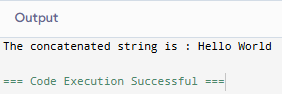 Output
The concatenated string is : Hello World
=== Code Execution Successful ===